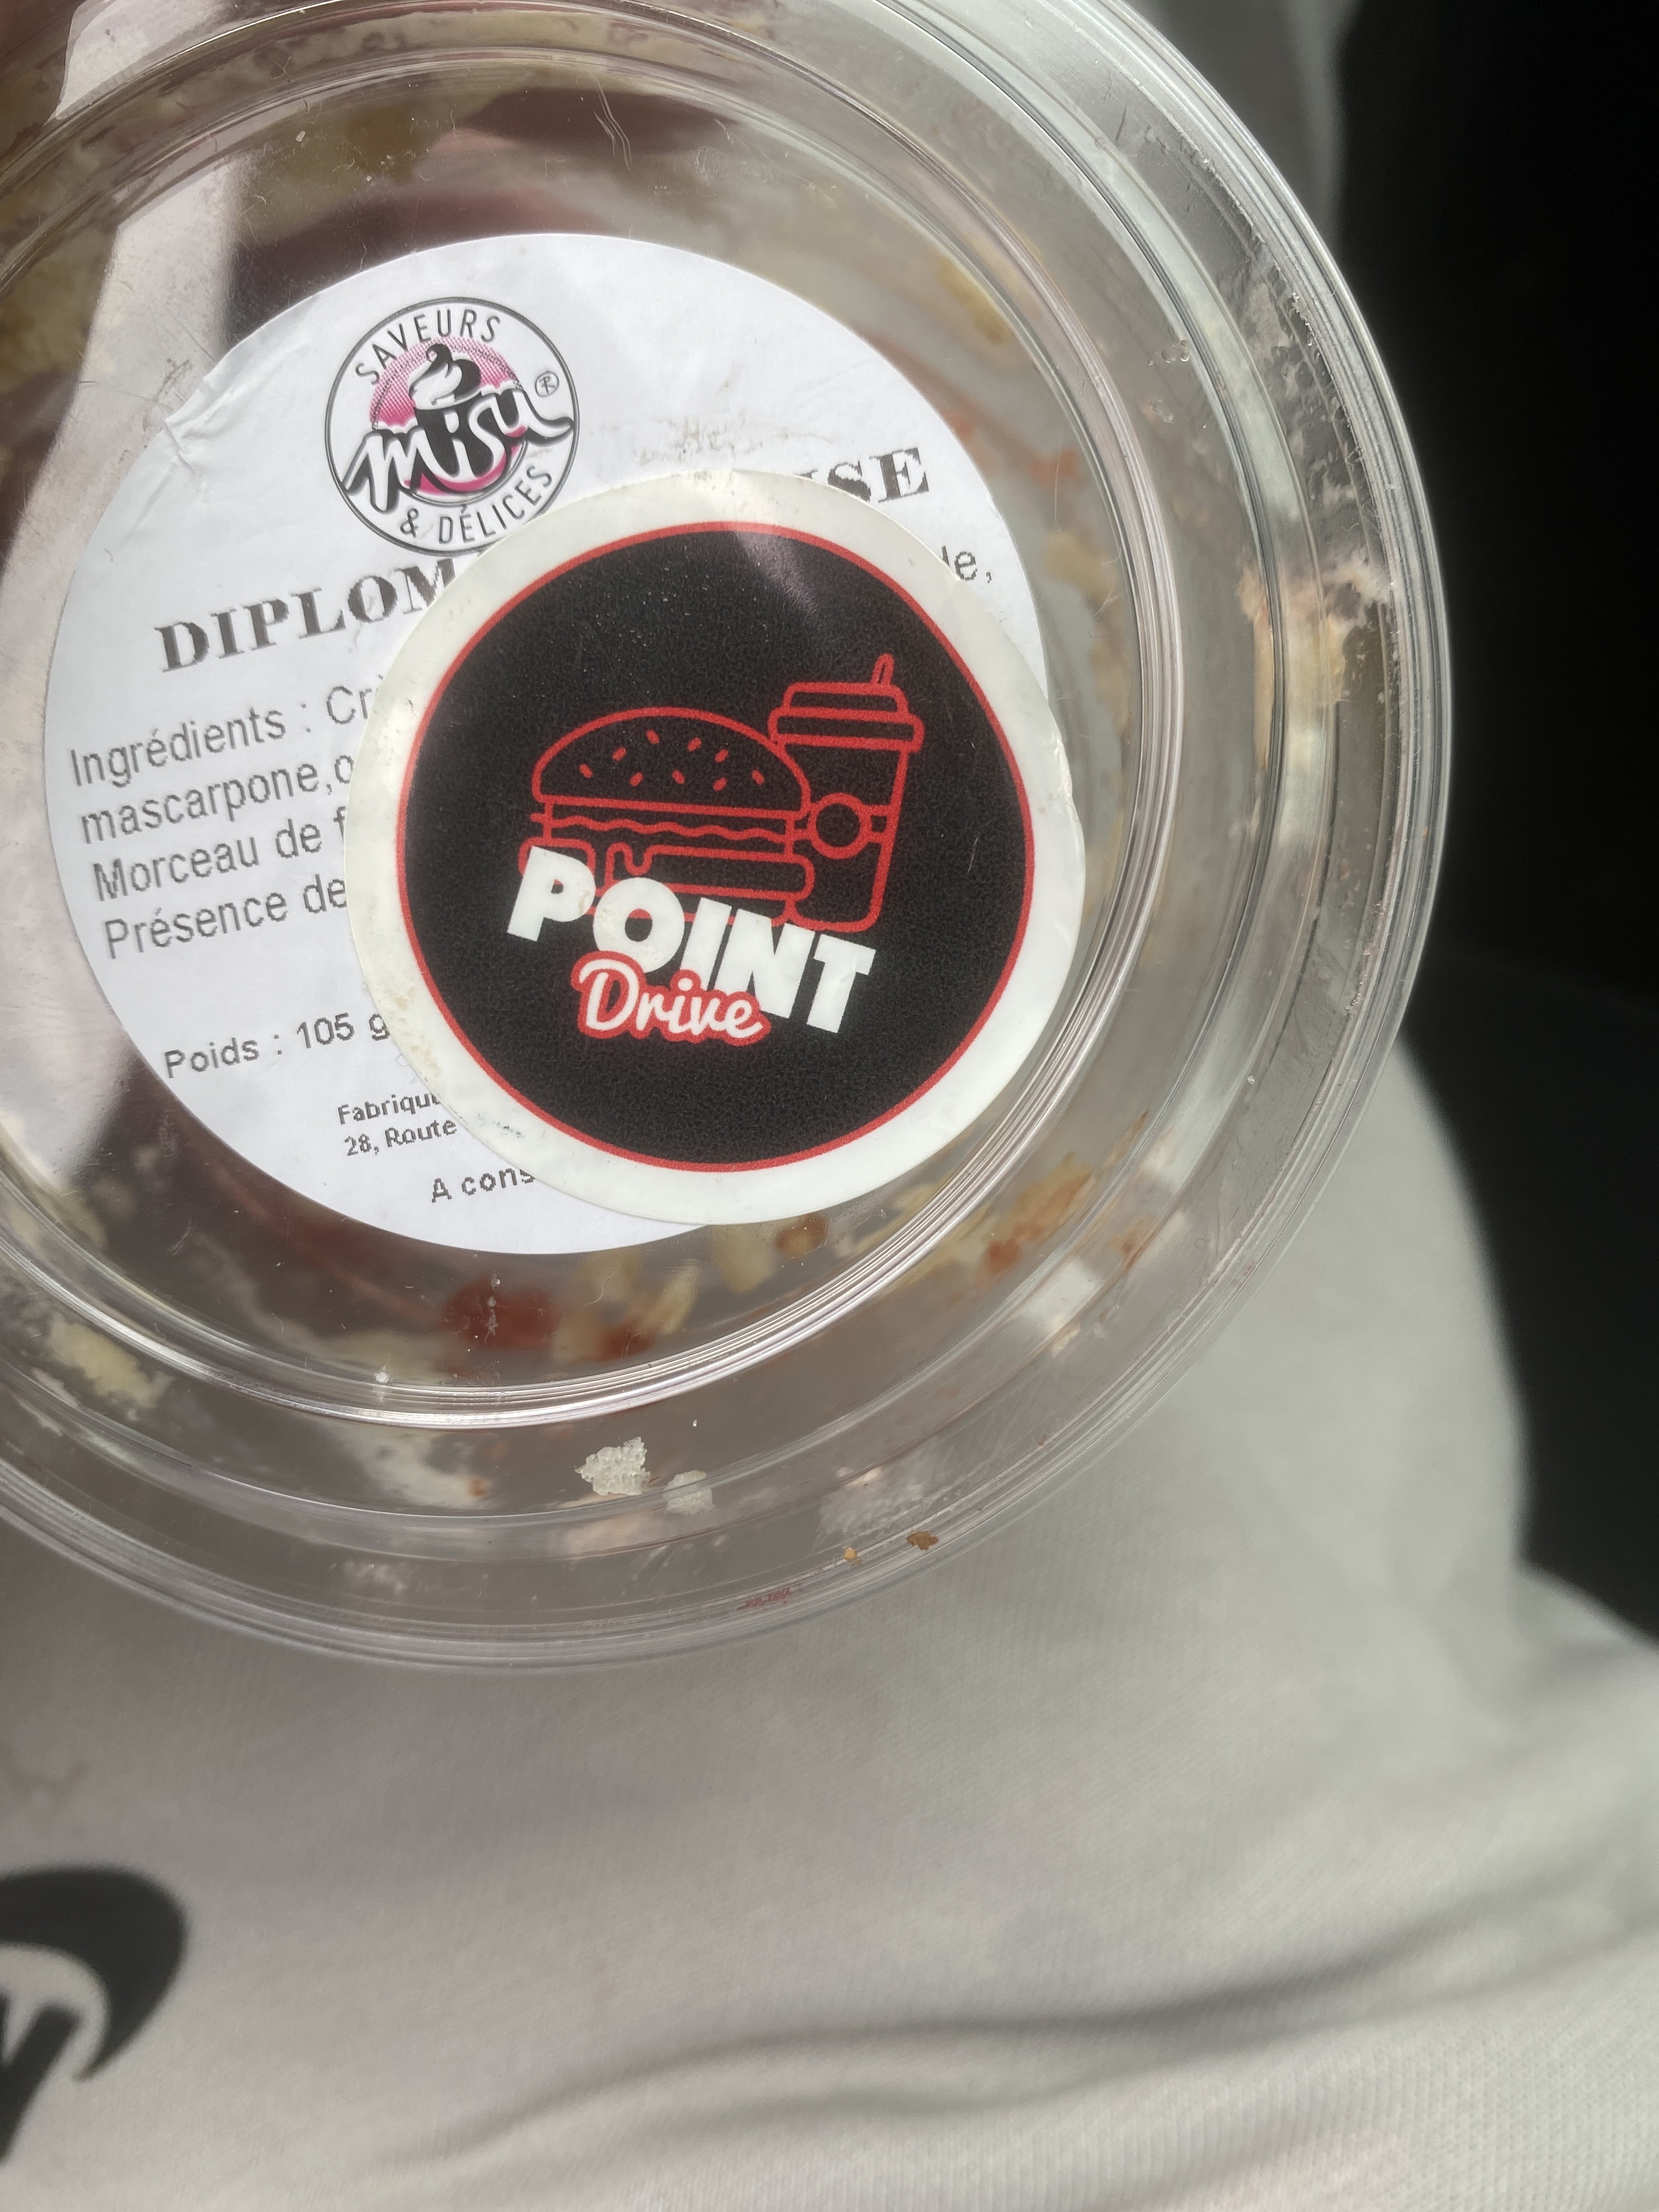 SAVEURS
misu®
& DÉLICES
DIPLOM
ISE
Ingrédients : Cr
de,
mascarpone,o
Morceau de f
Présence de
Poids : 105 g
Fabriqu
28, Route
A cons
POINT
Drive